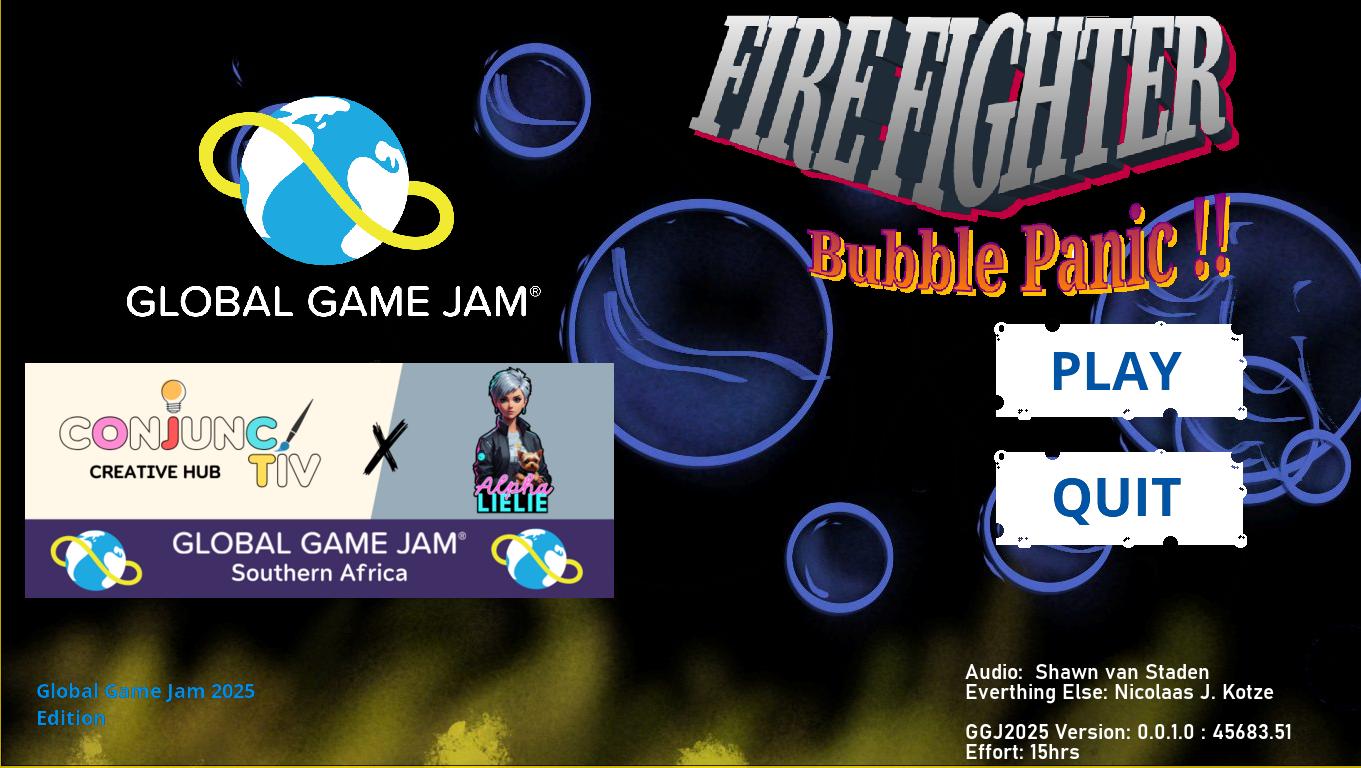 FIRE FIGHTER
Bubble Panic !!
GLOBAL GAME JAM®
PLAY
CONJUNCTIV
CREATIVE HUB
X
Alpha
LIELIE
QUIT
GLOBAL GAME JAM®
Southern Africa
Global Game Jam 2025
Edition
Audio:  Shawn van Staden
Everthing Else: Nicolaas J. Kotze
GGJ2025 Version: 0.0.1.0 : 45683.51
Effort: 15hrs